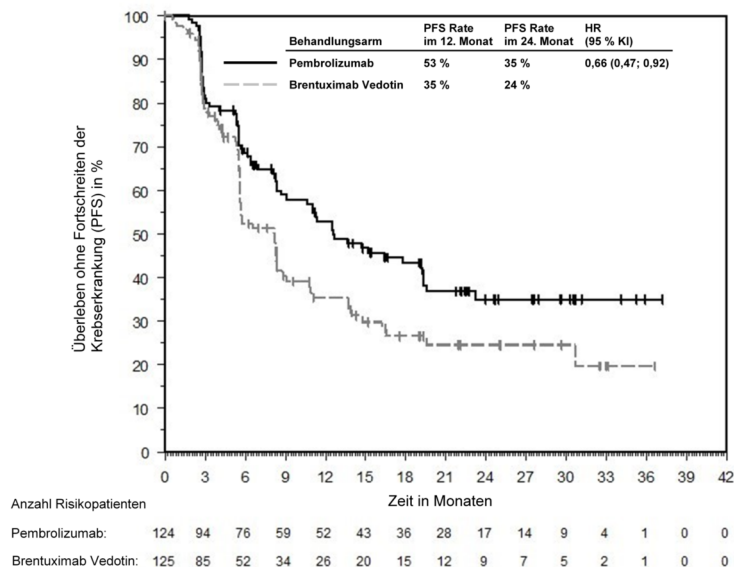 PFS Rate PFS Rate HR
Behandlungsarm im 12. Monat im 24. Monat (95 % KI)
Pembrolizumab 53 % 35 % 0,66 (0,47; 0,92)
Brentuximab Vedotin 35 % 24 %
Überleben ohne Fortschreiten der
Krebserkrankung (PFS) in %
100
90
80
70
60
50
40
30
20
10
0
0 3 6 9 12 15 18 21 24 27 30 33 36 39 42
Zeit in Monaten
Anzahl Risikopatienten
Pembrolizumab: 124 94 76 59 52 43 36 28 17 14 9 4 1 0 0
Brentuximab Vedotin: 125 85 52 34 26 20 15 12 9 7 5 2 1 0 0